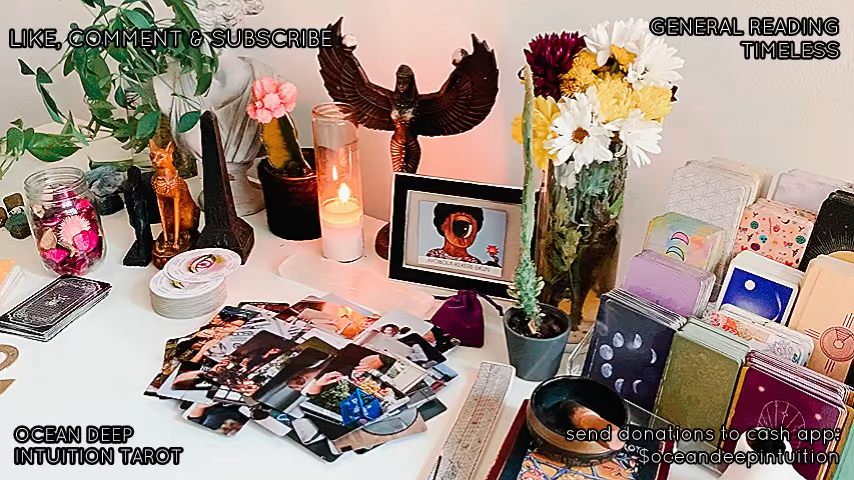 LIKE, COMMENT & SUBSCRIBE
GENERAL READING
TIMELESS
OCEAN DEEP
INTUITION TAROT
send donations to cash app:
$oceandeepintuition